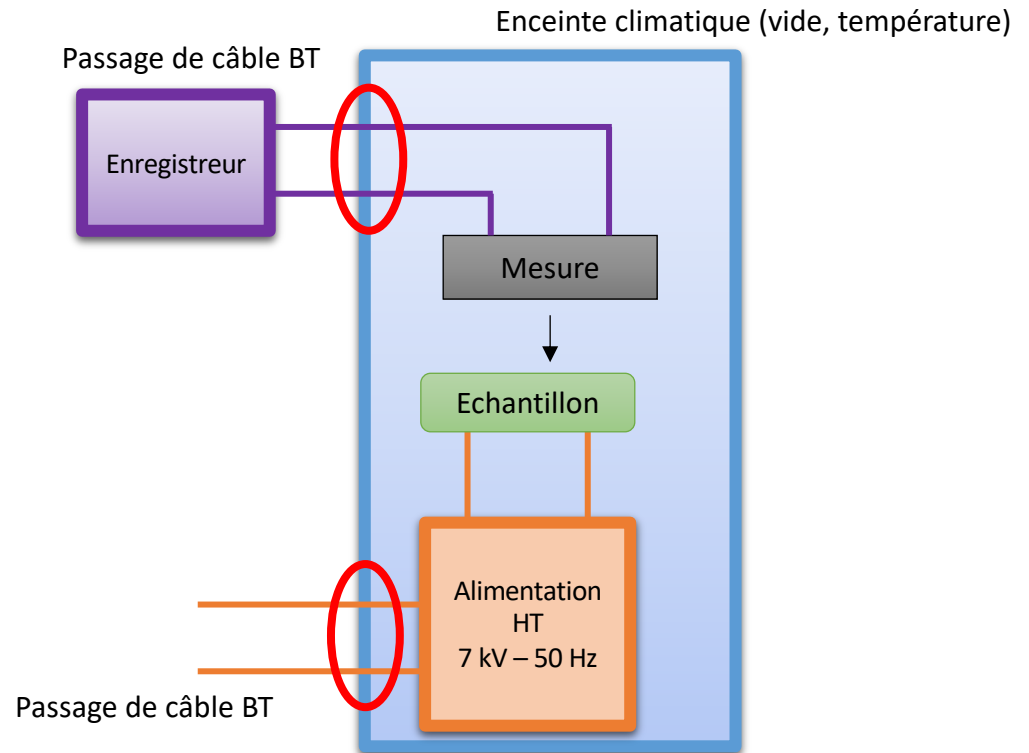 Enceinte climatique (vide, température)
Passage de câble BT
Enregistreur
Mesure
Echantillon
Alimentation
HT
7 kV – 50 Hz
Passage de câble BT